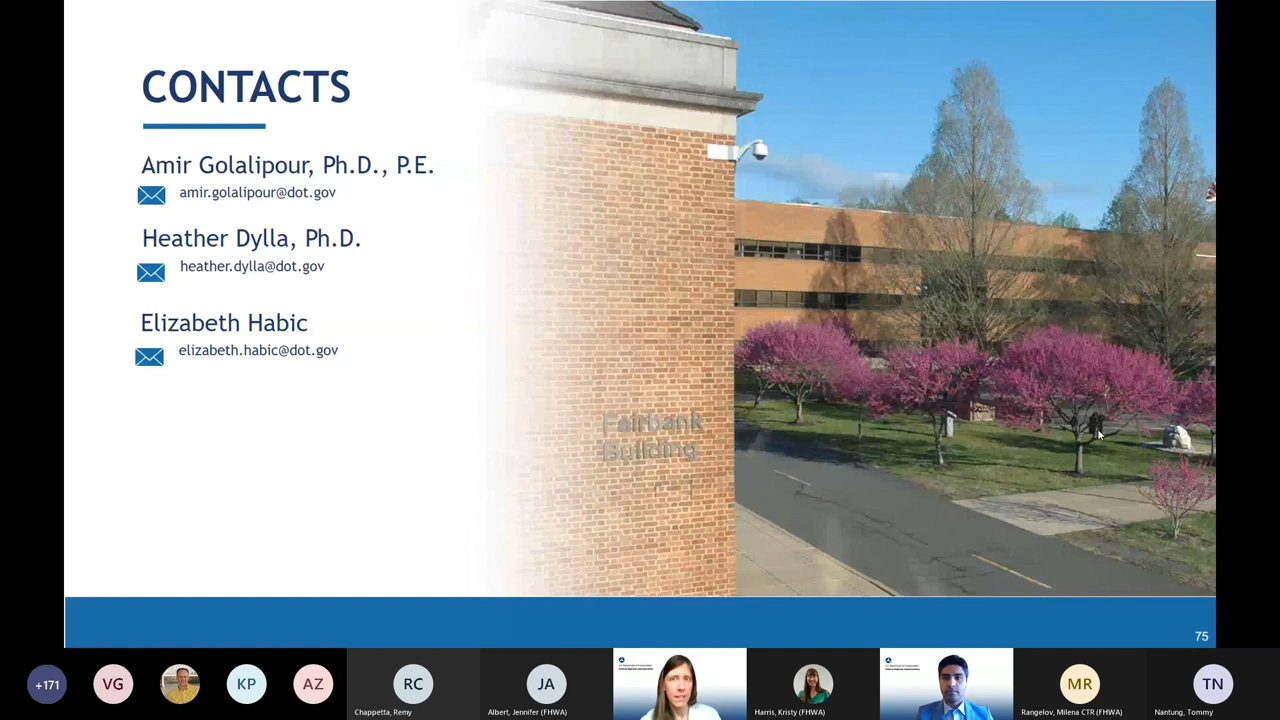 CONTACTS
Amir Golalipour, Ph.D., P.E.
amir.golalipour@dot.gov
Heather Dylla, Ph.D.
heather.dylla@dot.gov
Elizabeth Habic
elizabeth.habic@dot.gov
Fairbank
Building
75
+171
VG
KP
AZ
RC
Chappetta, Remy
JA
Albert, Jennifer (FHWA)
Harris, Kristy (FHWA)
MR
Rangelov, Milena CTR (FHWA)
TN
Nantung, Tommy